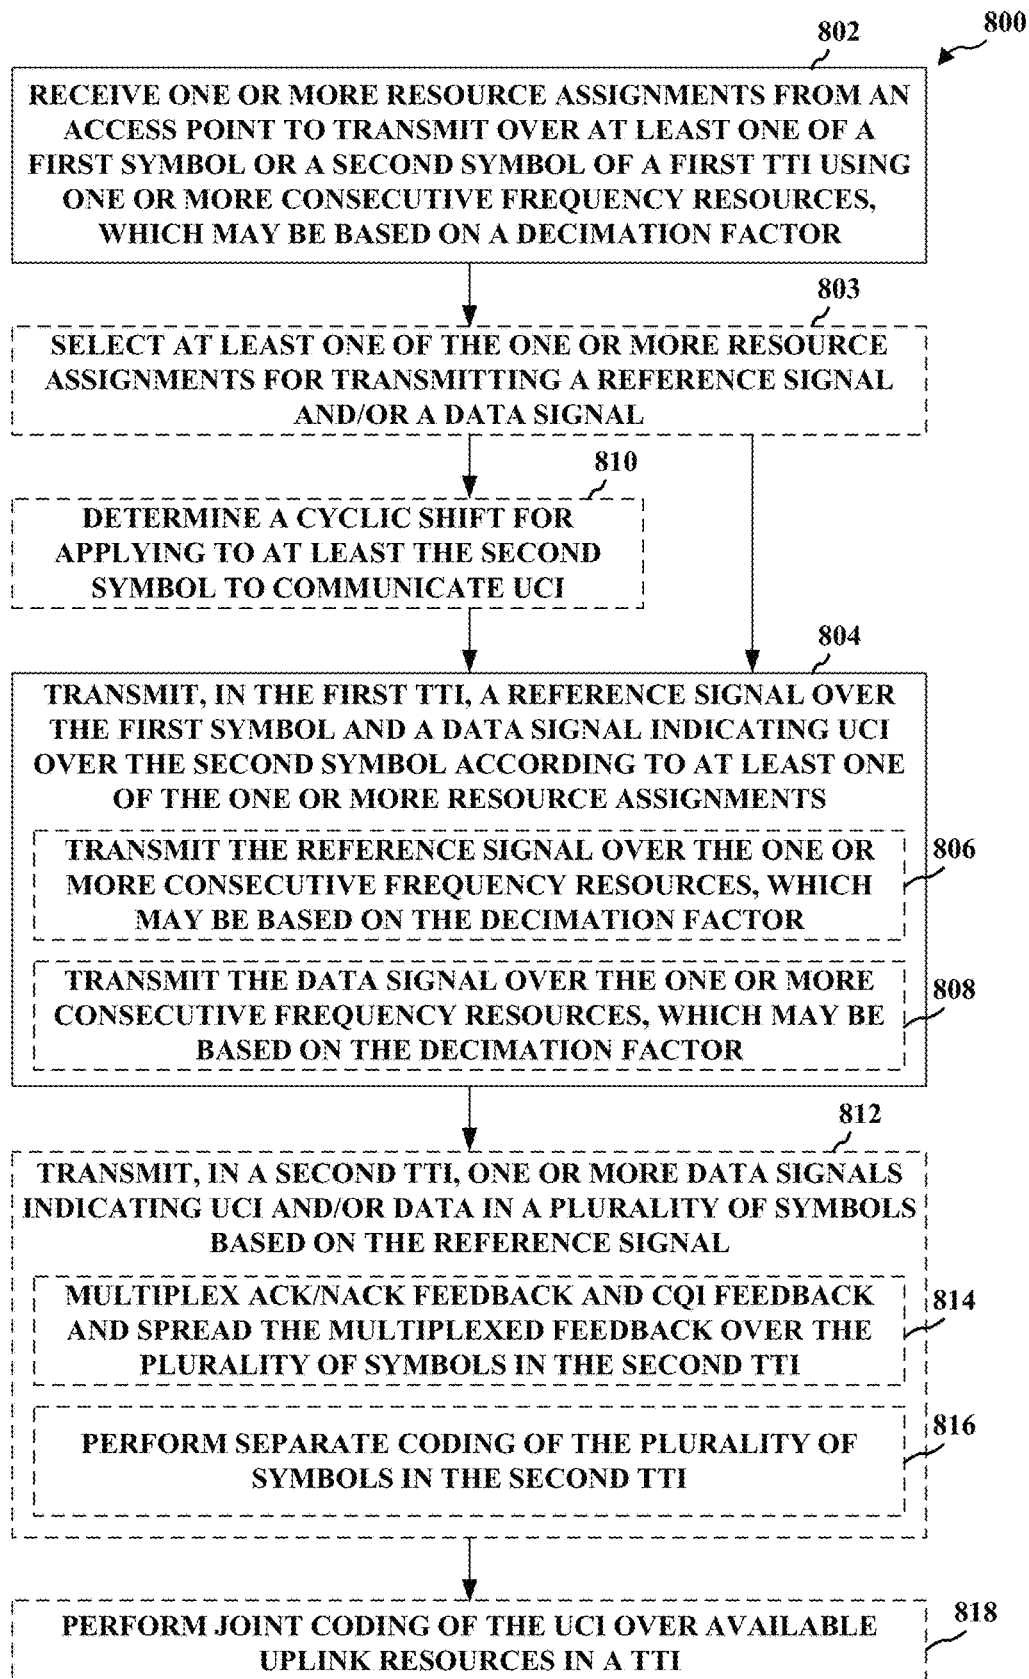 800
802
RECEIVE ONE OR MORE RESOURCE ASSIGNMENTS FROM AN
ACCESS POINT TO TRANSMIT OVER AT LEAST ONE OF A
FIRST SYMBOL OR A SECOND SYMBOL OF A FIRST TTI USING
ONE OR MORE CONSECUTIVE FREQUENCY RESOURCES,
WHICH MAY BE BASED ON A DECIMATION FACTOR
803
SELECT AT LEAST ONE OF THE ONE OR MORE RESOURCE
ASSIGNMENTS FOR TRANSMITTING A REFERENCE SIGNAL
AND/OR A DATA SIGNAL
810
DETERMINE A CYCLIC SHIFT FOR
APPLYING TO AT LEAST THE SECOND
SYMBOL TO COMMUNICATE UCI
804
TRANSMIT, IN THE FIRST TTI, A REFERENCE SIGNAL OVER
THE FIRST SYMBOL AND A DATA SIGNAL INDICATING UCI
OVER THE SECOND SYMBOL ACCORDING TO AT LEAST ONE
OF THE ONE OR MORE RESOURCE ASSIGNMENTS
TRANSMIT THE REFERENCE SIGNAL OVER THE ONE OR
MORE CONSECUTIVE FREQUENCY RESOURCES, WHICH
MAY BE BASED ON THE DECIMATION FACTOR
806
TRANSMIT THE DATA SIGNAL OVER THE ONE OR MORE
CONSECUTIVE FREQUENCY RESOURCES, WHICH MAY BE
BASED ON THE DECIMATION FACTOR
808
812
TRANSMIT, IN A SECOND TTI, ONE OR MORE DATA SIGNALS
INDICATING UCI AND/OR DATA IN A PLURALITY OF SYMBOLS
BASED ON THE REFERENCE SIGNAL
MULTIPLEX ACK/NACK FEEDBACK AND CQI FEEDBACK
AND SPREAD THE MULTIPLEXED FEEDBACK OVER THE
PLURALITY OF SYMBOLS IN THE SECOND TTI
814
PERFORM SEPARATE CODING OF THE PLURALITY OF
SYMBOLS IN THE SECOND TTI
816
PERFORM JOINT CODING OF THE UCI OVER AVAILABLE
UPLINK RESOURCES IN A TTI
818